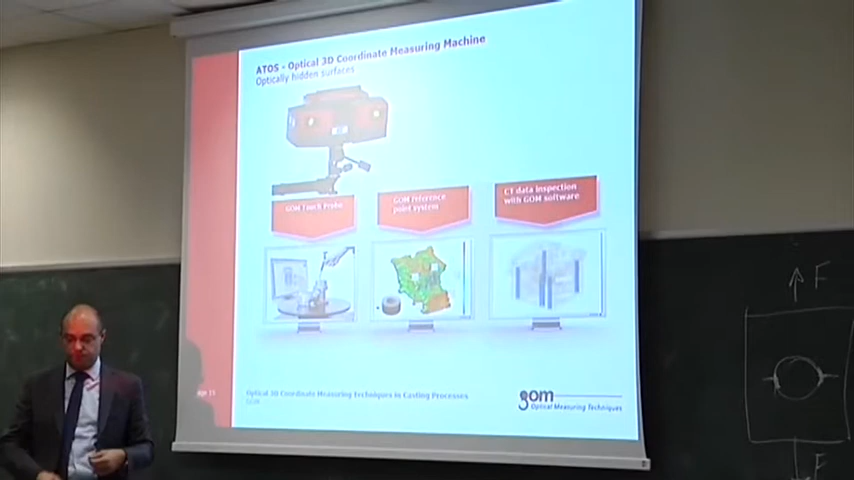 ATOS – Optical 3D Coordinate Measuring Machine
Optically hidden surfaces
GOM Touch Probe
GOM reference
point system
CT data inspection
with GOM software
Optical 3D Coordinate Measuring Techniques in Casting Processes
gom
Optical Measuring Techniques
F
F